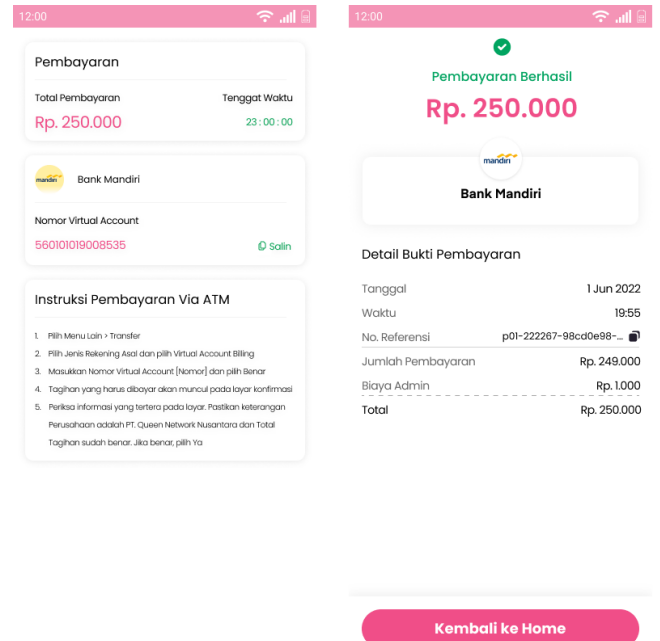 12:00
Pembayaran
Total Pembayaran
Tenggat Waktu
Rp. 250.000
23 : 00 : 00
mandiri
Bank Mandiri
Nomor Virtual Account
560101019008535
Salin
Instruksi Pembayaran Via ATM
1. Pilih Menu Lain > Transfer
2. Pilih Jenis Rekening Asal dan pilih Virtual Account Billing
3. Masukkan Nomor Virtual Account [Nomor] dan pilih Benar
4. Tagihan yang harus dibayar akan muncul pada layar konfirmasi
5. Periksa informasi yang tertera pada layar. Pastikan keterangan
Perusahaan adalah PT. Queen Network Nusantara dan Total
Tagihan sudah benar. Jika benar, pilih Ya
12:00
Pembayaran Berhasil
Rp. 250.000
mandiri
Bank Mandiri
Detail Bukti Pembayaran
Tanggal 1 Jun 2022
Waktu 19:55
No. Referensi p01-222267-98cd0e98-...
Jumlah Pembayaran Rp. 249.000
Biaya Admin Rp. 1.000
Total Rp. 250.000
Kembali ke Home